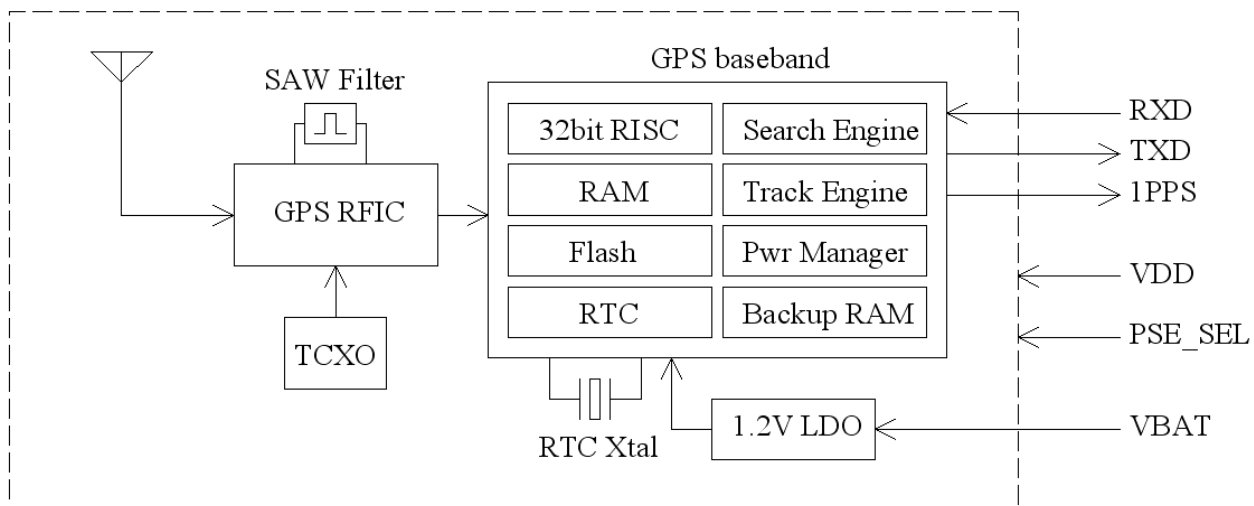 GPS baseband
SAW Filter
32bit RISC
Search Engine
RXD
TXD
RAM
Track Engine
1PPS
GPS RFIC
Flash
Pwr Manager
VDD
RTC
Backup RAM
PSE_SEL
TCXO
1.2V LDO
VBAT
RTC Xtal